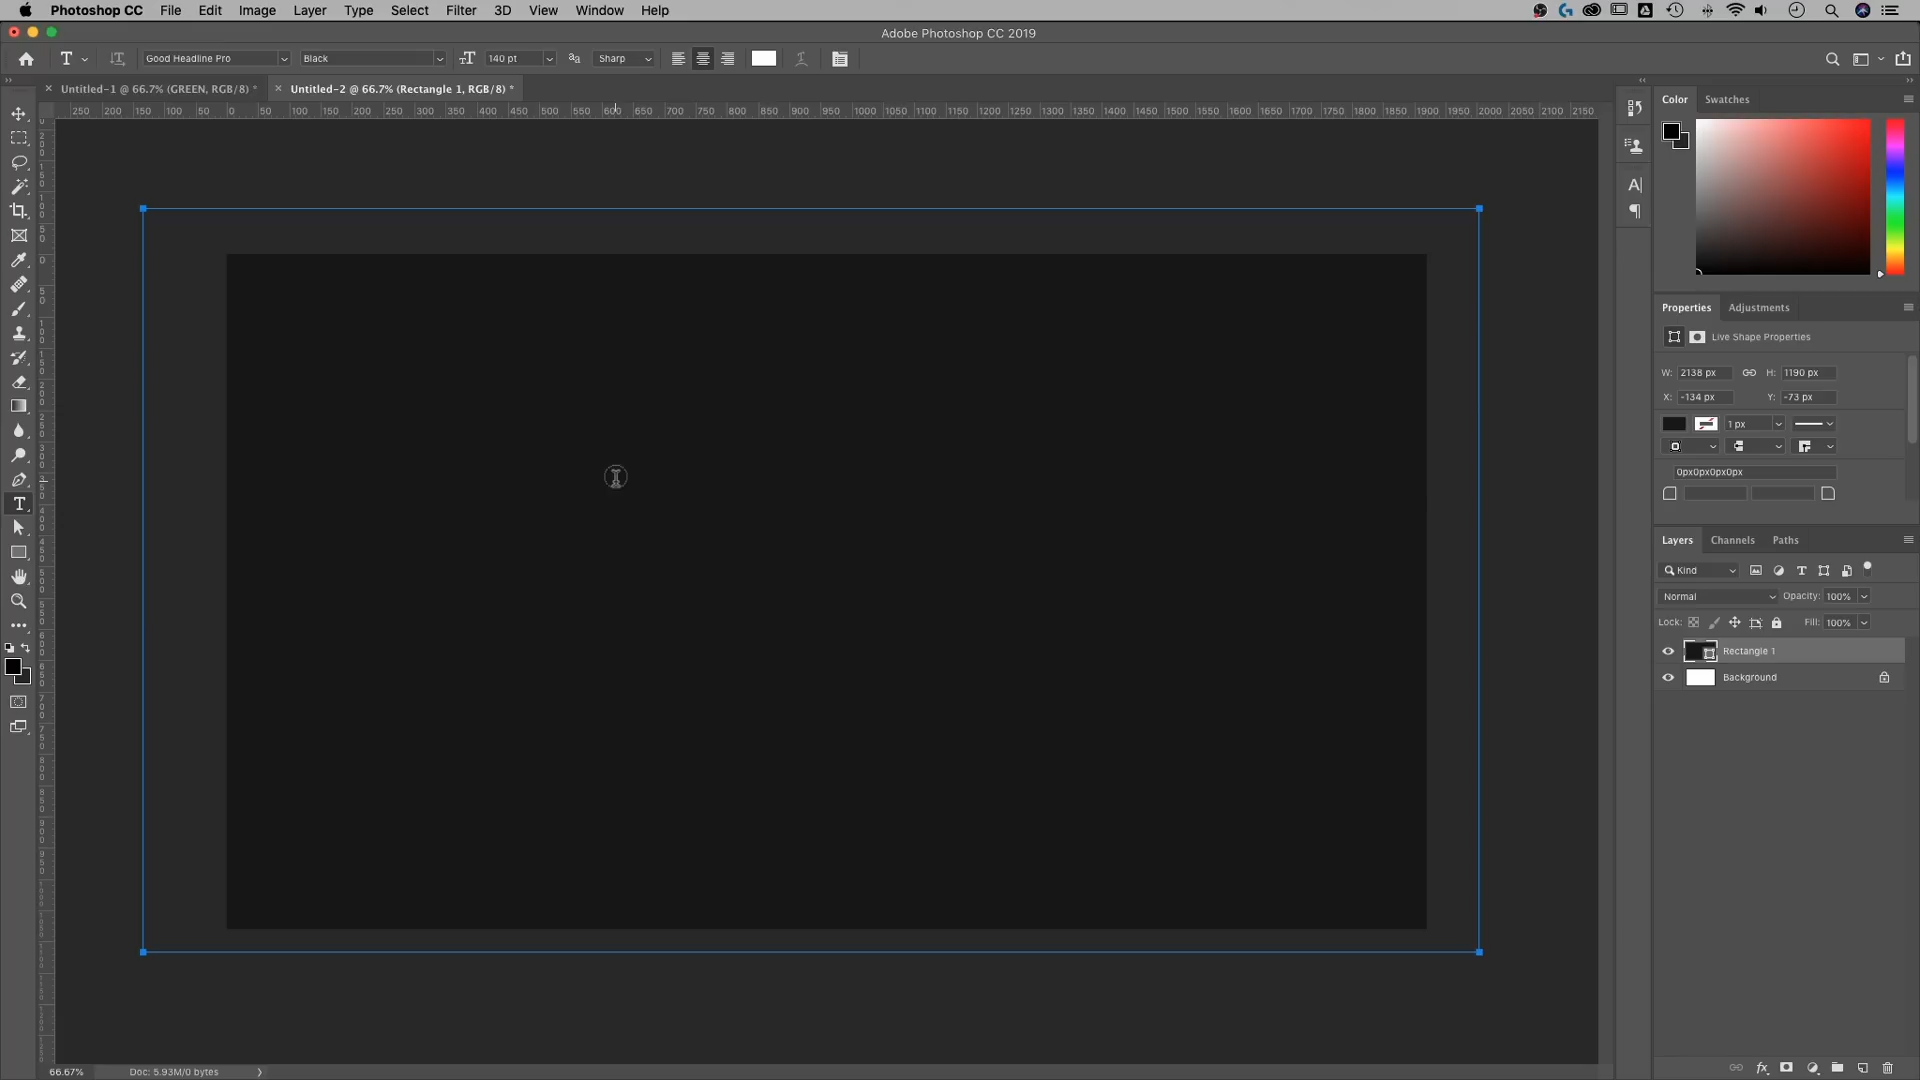 Photoshop CC File Edit Image Layer Type Select Filter 3D View Window Help
Adobe Photoshop CC 2019
Good Headline Pro Black 140 pt Sharp
Untitled-1 @ 66.7% (GREEN, RGB/8) * Untitled-2 @ 66.7% (Rectangle 1, RGB/8) *
250 200 150 100 50 0 50 100 150 200 250 300 350 400 450 500 550 600 650 700 750 800 850 900 950 1000 1050 1100 1150 1200 1250 1300 1350 1400 1450 1500 1550 1600 1650 1700 1750 1800 1850 1900 1950 2000 2050 2100 2150
Color Swatches
Properties Adjustments
Live Shape Properties
W: 2138 px H: 1190 px
X: -134 px Y: -73 px
1 px
0px0px0px0px
Layers Channels Paths
Kind
Normal Opacity: 100%
Lock: Fill: 100%
Rectangle 1
Background
66.67% Doc: 5.93M/0 bytes